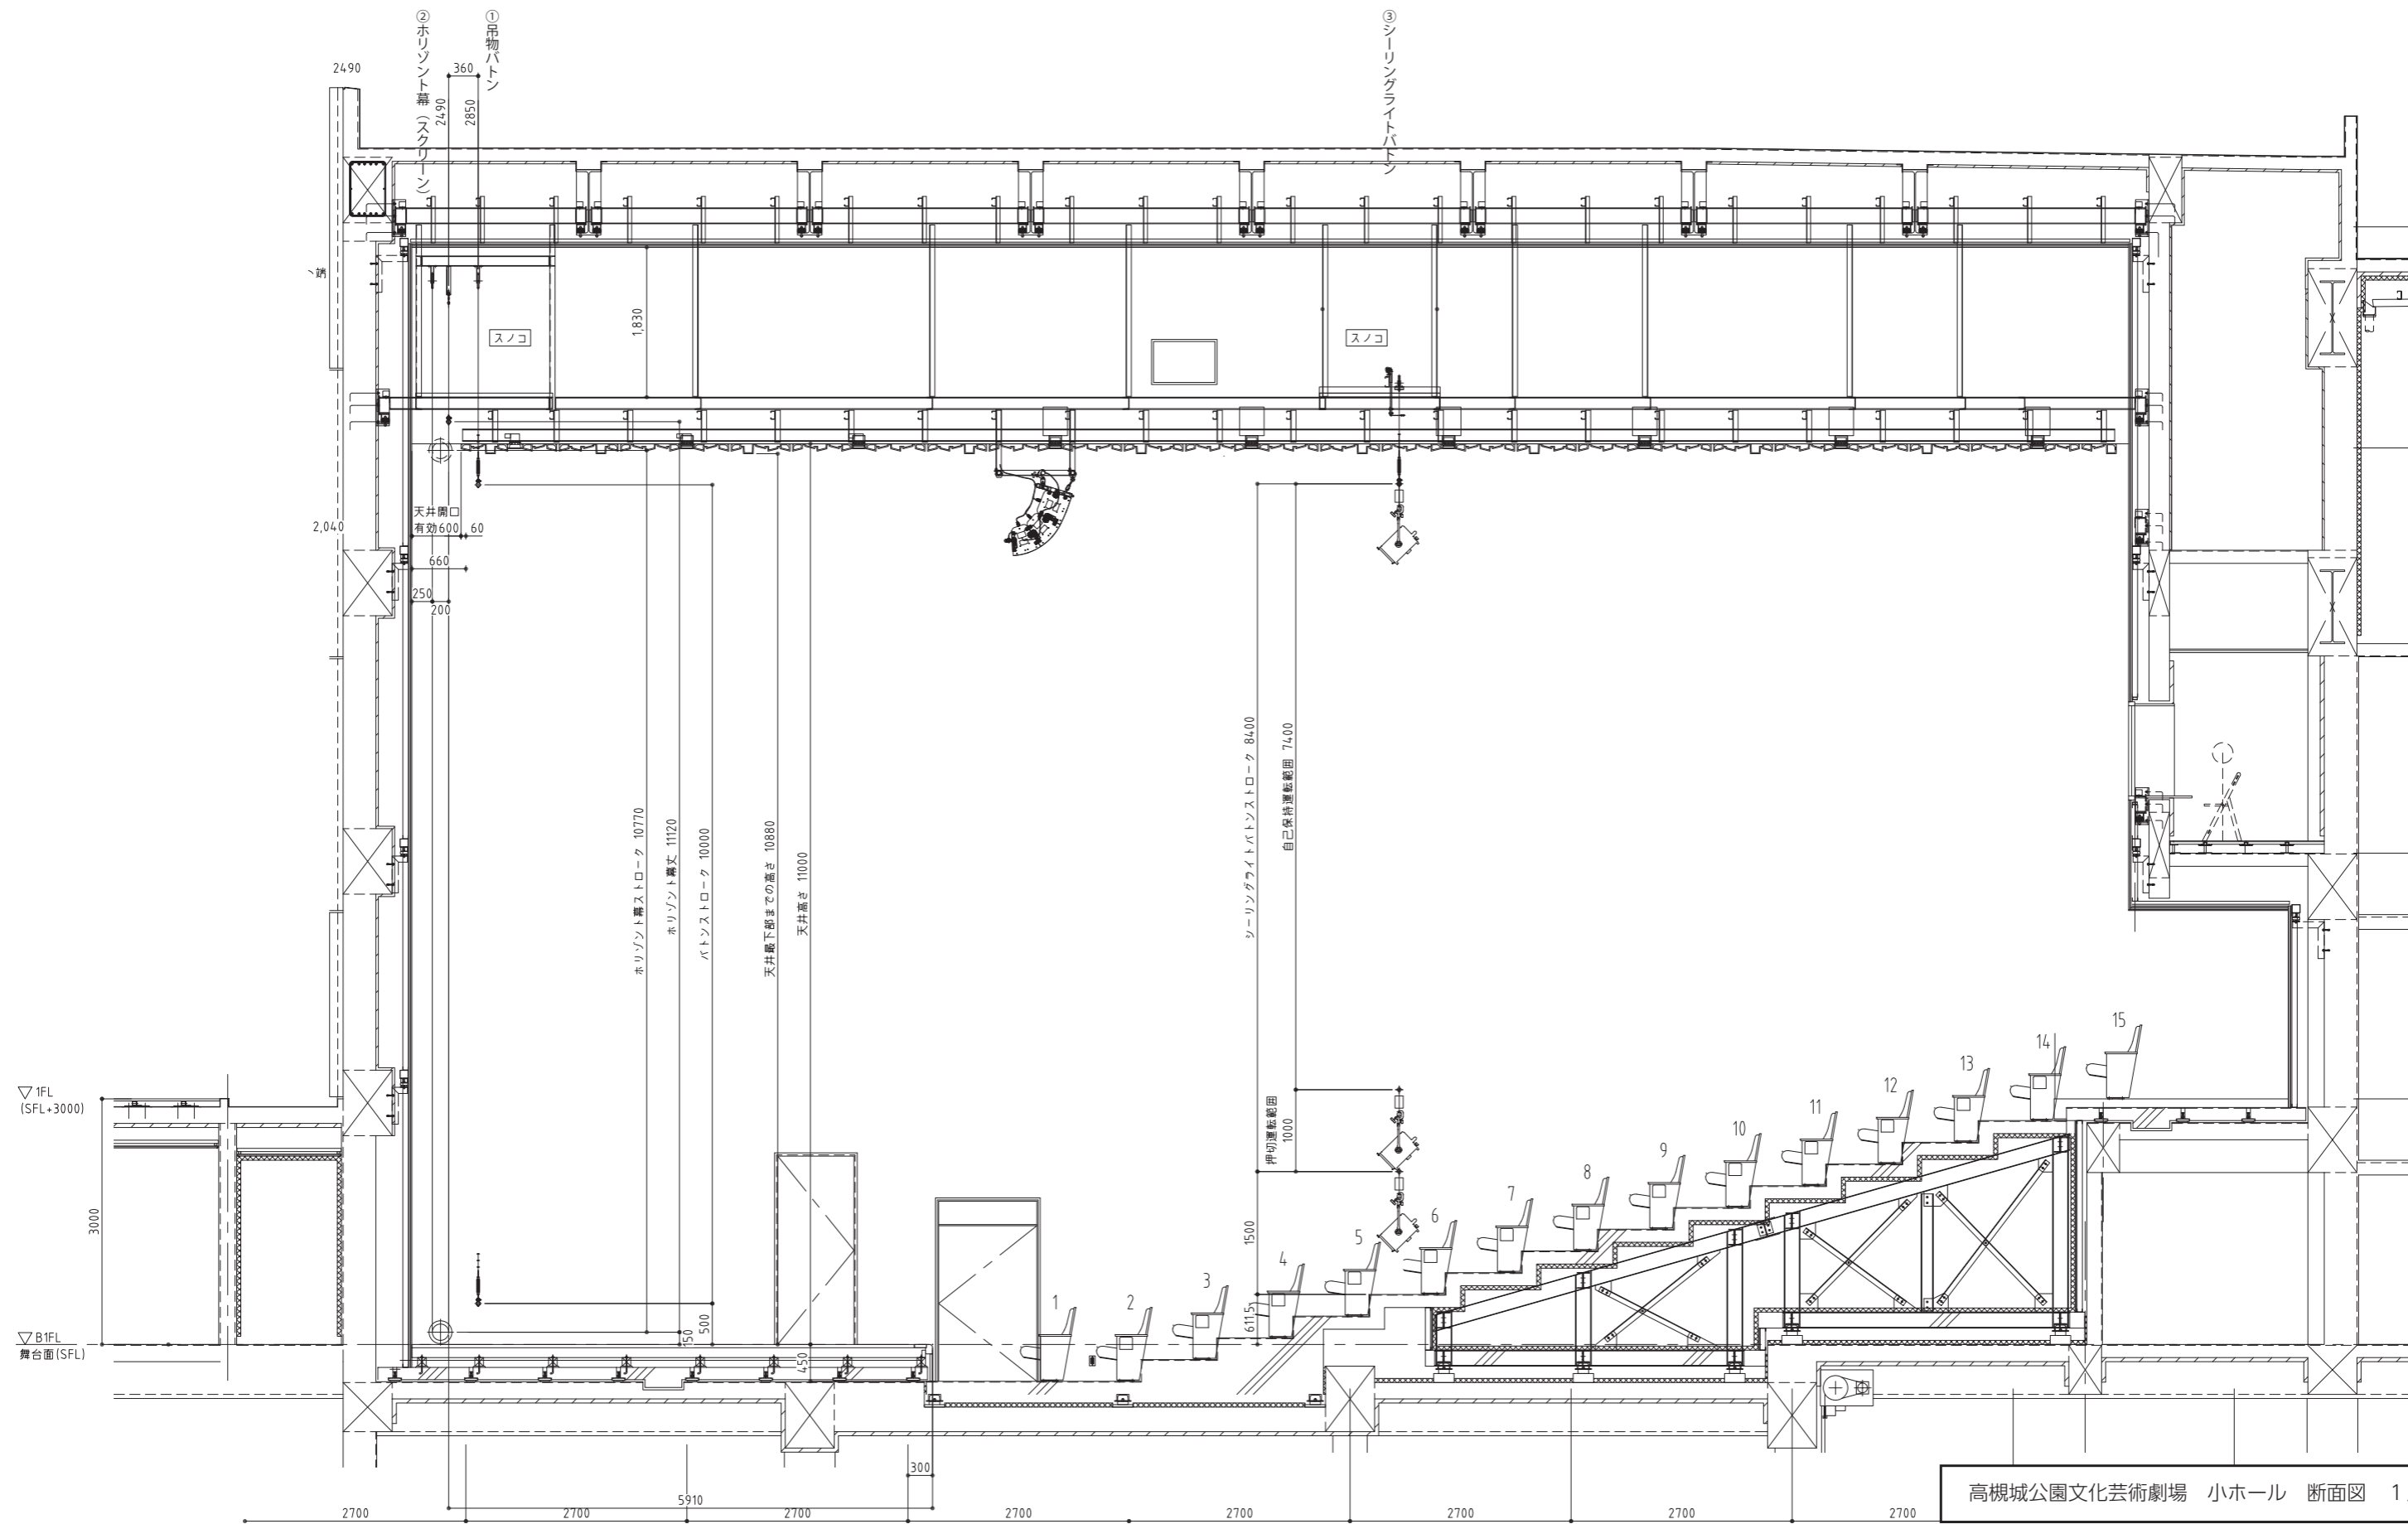 ②ホリゾント幕（スクリーン）
①吊物バトン
③シーリングライトバトン
2490
360
2490
2850
スノコ
スノコ
1,830
2,040
天井開口
有効600
60
660
250
200
ホリゾント幕ストローク 10770
ホリゾント幕丈 11120
バトンストローク 10000
天井最下部までの高さ 10880
天井高さ 11000
シーリングライトバトンストローク 8400
自己保持運転範囲 7400
押切運転範囲
1000
1500
611.5
▽1FL
(SFL+3000)
3000
▽B1FL
舞台面(SFL)
500
450
1
2
3
4
5
6
7
8
9
10
11
12
13
14
15
300
5910
2700
2700
2700
2700
2700
2700
2700
2700
高槻城公園文化芸術劇場　小ホール　断面図　1